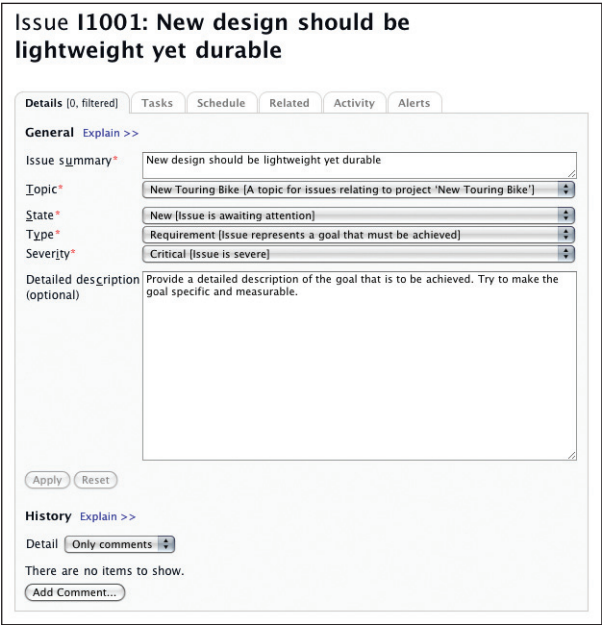 Issue I1001: New design should be
lightweight yet durable
Details [0, filtered] Tasks Schedule Related Activity Alerts
General Explain >>
Issue summary* New design should be lightweight yet durable
Topic* New Touring Bike [A topic for issues relating to project 'New Touring Bike']
State* New [Issue is awaiting attention]
Type* Requirement [Issue represents a goal that must be achieved]
Severity* Critical [Issue is severe]
Detailed description Provide a detailed description of the goal that is to be achieved. Try to make the
(optional) goal specific and measurable.
Apply Reset
History Explain >>
Detail Only comments
There are no items to show.
Add Comment...